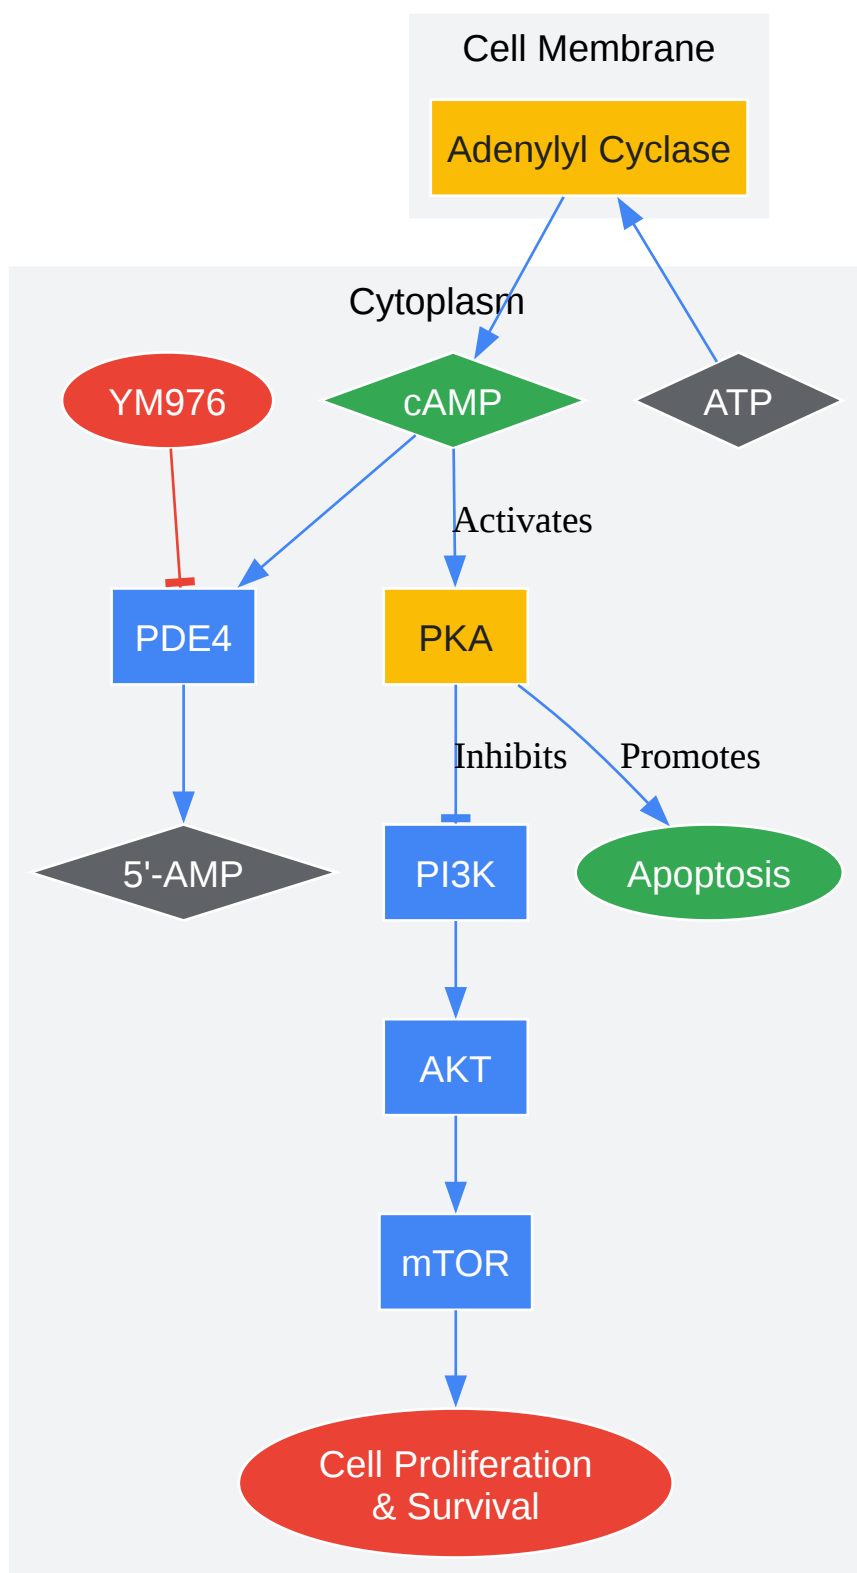 Cell Membrane
Adenylyl Cyclase
Cytoplasm
YM976
cAMP
ATP
Activates
PDE4
PKA
Inhibits
Promotes
5'-AMP
PI3K
Apoptosis
AKT
mTOR
Cell Proliferation
& Survival